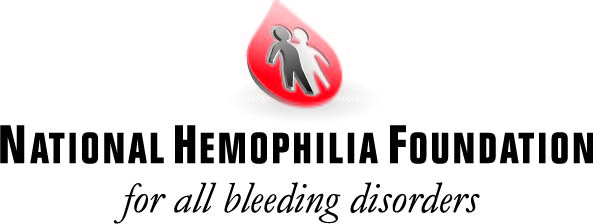 NATIONAL HEMOPHILIA FOUNDATION
for all bleeding disorders